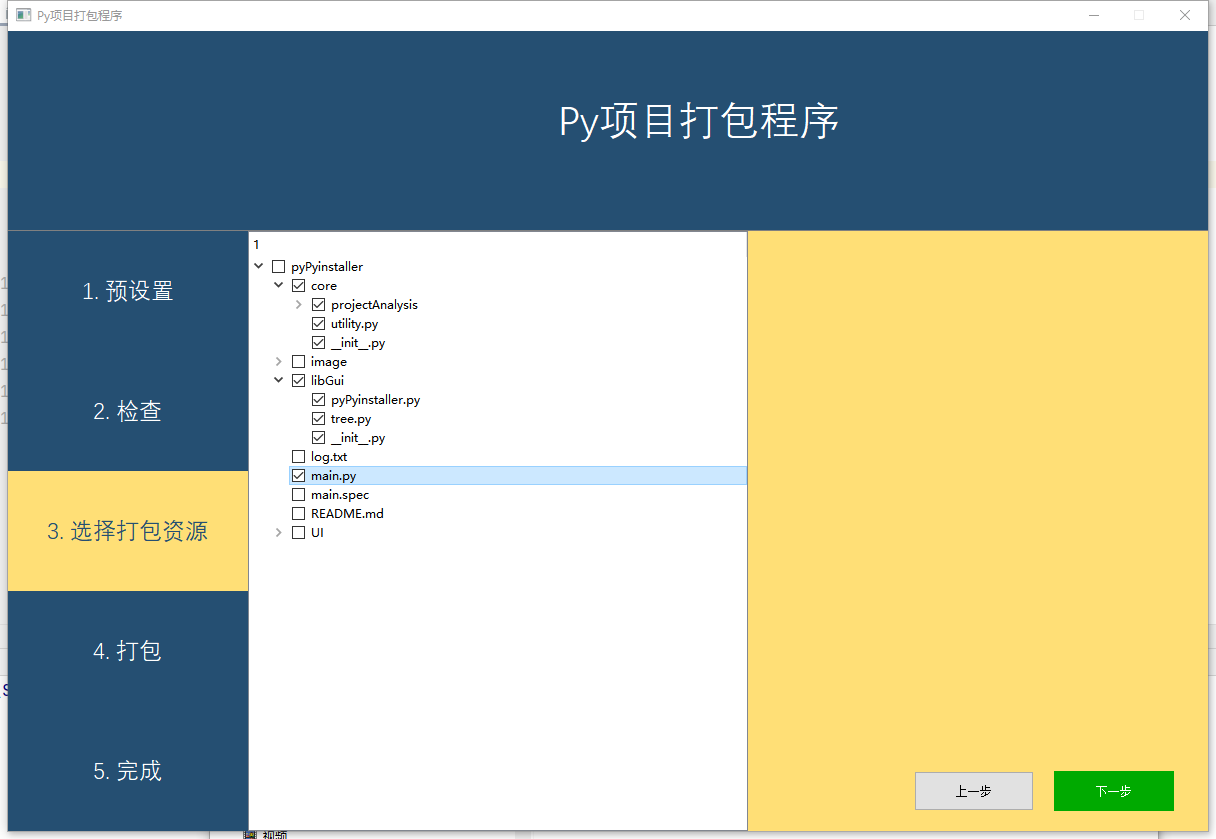 Py项目打包程序
Py项目打包程序
1. 预设置
2. 检查
3. 选择打包资源
4. 打包
5. 完成
1
pyPyinstaller
core
projectAnalysis
utility.py
__init__.py
image
libGui
pyPyinstaller.py
tree.py
__init__.py
log.txt
main.py
main.spec
README.md
UI
上一步
下一步
视频